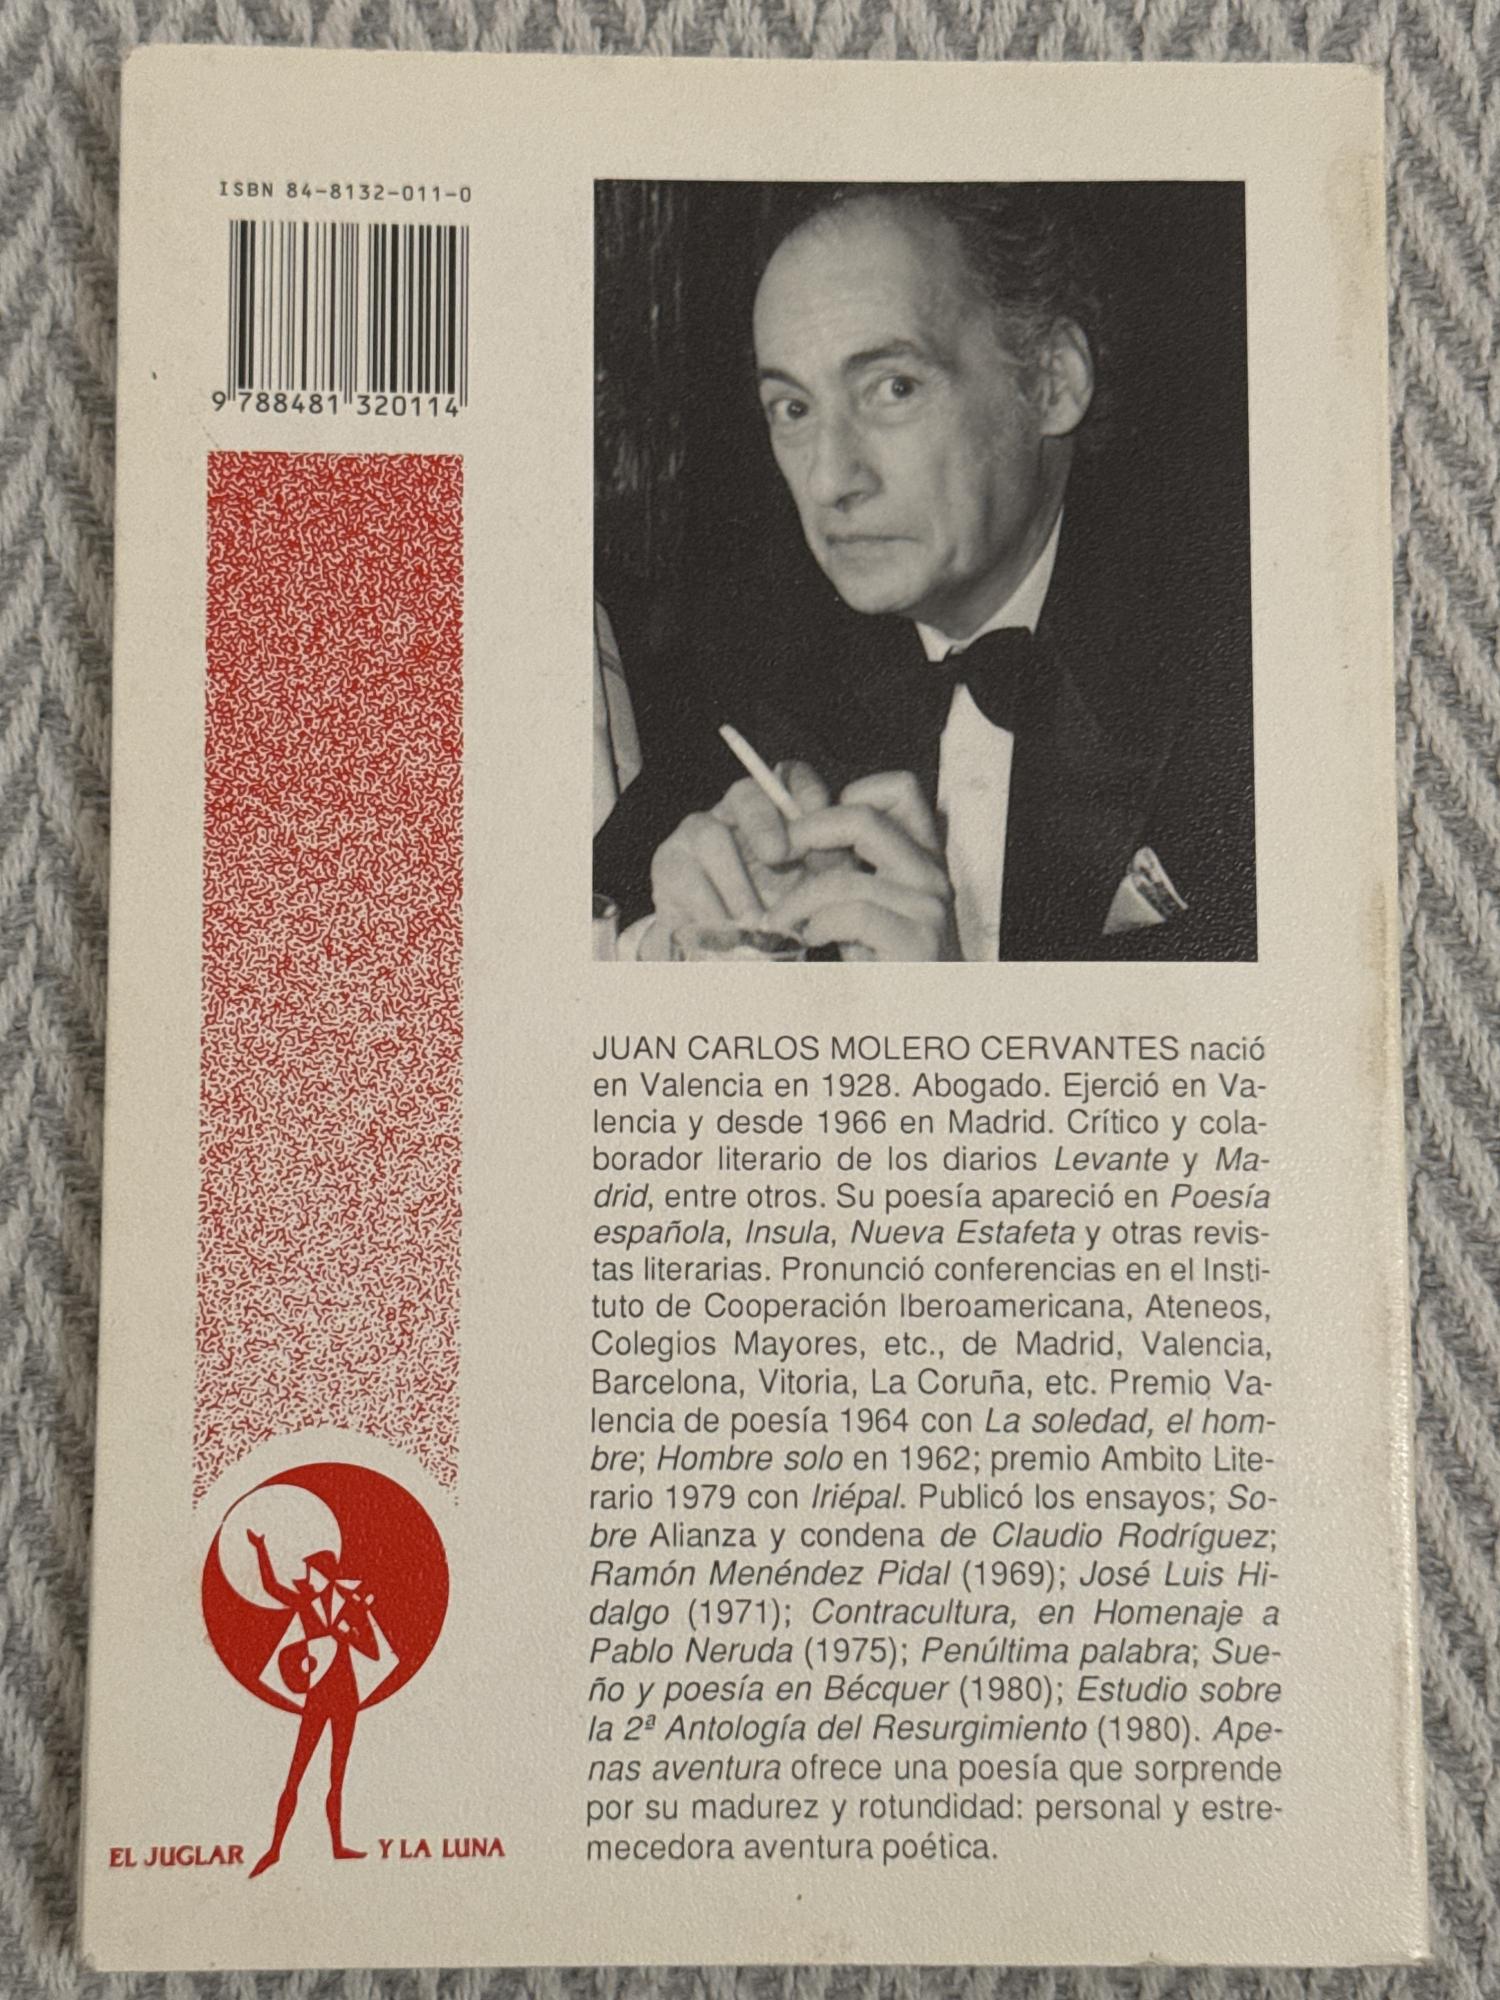 ISBN 84-8132-011-0
9 788481 320114
JUAN CARLOS MOLERO CERVANTES nació
en Valencia en 1928. Abogado. Ejerció en Va-
lencia y desde 1966 en Madrid. Crítico y cola-
borador literario de los diarios Levante y Ma-
drid, entre otros. Su poesía apareció en Poesía
española, Insula, Nueva Estafeta y otras revis-
tas literarias. Pronunció conferencias en el Insti-
tuto de Cooperación Iberoamericana, Ateneos,
Colegios Mayores, etc., de Madrid, Valencia,
Barcelona, Vitoria, La Coruña, etc. Premio Va-
lencia de poesía 1964 con La soledad, el hom-
bre; Hombre solo en 1962; premio Ambito Lite-
rario 1979 con Iriépal. Publicó los ensayos; So-
bre Alianza y condena de Claudio Rodríguez;
Ramón Menéndez Pidal (1969); José Luis Hi-
dalgo (1971); Contracultura, en Homenaje a
Pablo Neruda (1975); Penúltima palabra; Sue-
ño y poesía en Bécquer (1980); Estudio sobre
la 2ª Antología del Resurgimiento (1980). Ape-
nas aventura ofrece una poesía que sorprende
por su madurez y rotundidad: personal y estre-
mecedora aventura poética.
EL JUGLAR Y LA LUNA